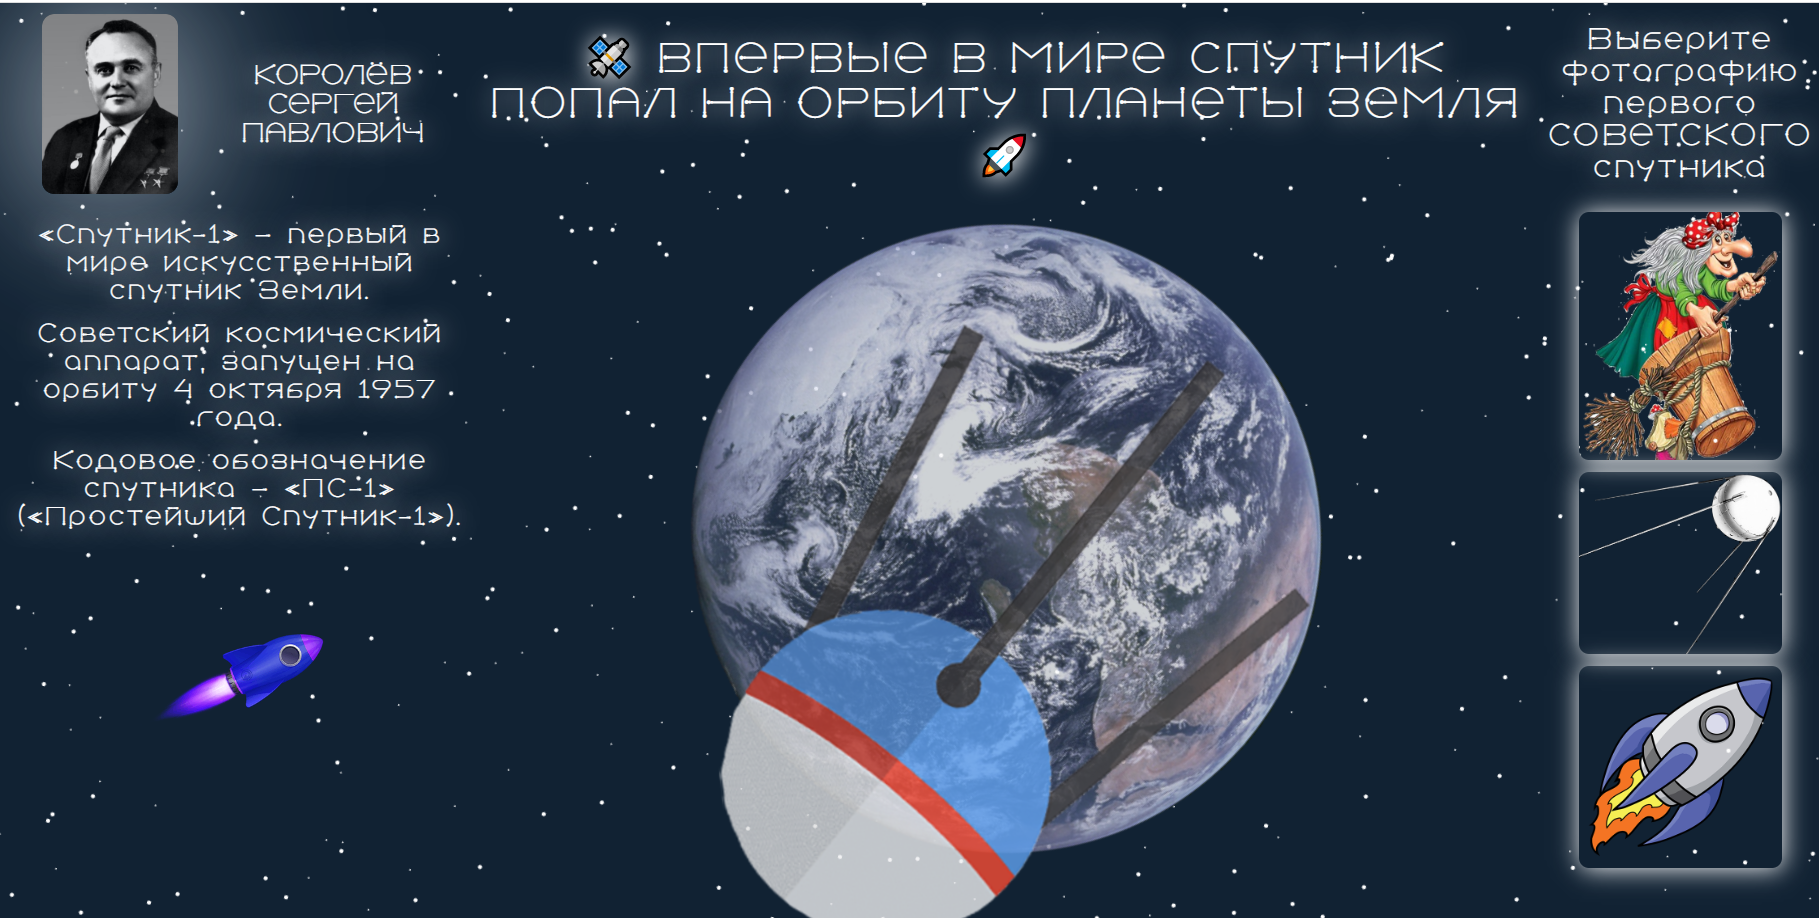 КОРОЛЁВ
СЕРГЕЙ
ПАВЛОВИЧ
«Спутник-1» - первый в
мире искусственный
спутник Земли.
Советский космический
аппарат, запущен на
орбиту 4 октября 1957
года.
Кодовое обозначение
спутника - «ПС-1»
(«Простейший Спутник-1»).
ВПЕРВЫЕ В МИРЕ СПУТНИК
ПОПАЛ НА ОРБИТУ ПЛАНЕТЫ ЗЕМЛЯ
Выберите
фотографию
первого
СОВЕТСКОГО
спутника